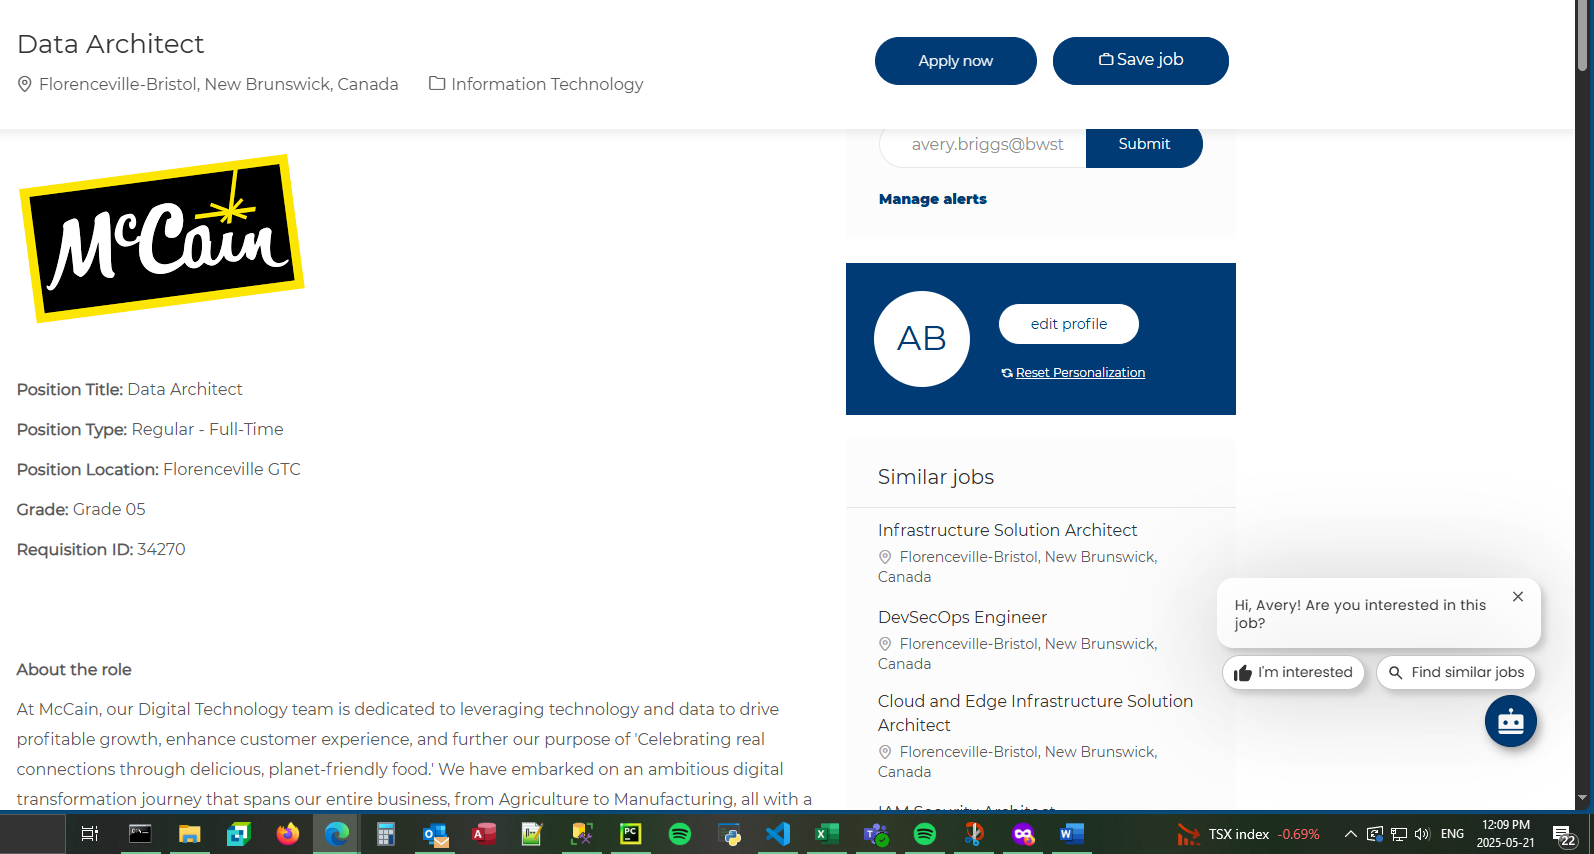 Data Architect
Florenceville-Bristol, New Brunswick, Canada
Information Technology
Apply now
Save job
avery.briggs@bwst
Submit
Manage alerts
McCain
AB
edit profile
Reset Personalization
Position Title: Data Architect
Position Type: Regular - Full-Time
Position Location: Florenceville GTC
Grade: Grade 05
Requisition ID: 34270
About the role
At McCain, our Digital Technology team is dedicated to leveraging technology and data to drive
profitable growth, enhance customer experience, and further our purpose of 'Celebrating real
connections through delicious, planet-friendly food.' We have embarked on an ambitious digital
transformation journey that spans our entire business, from Agriculture to Manufacturing, all with a
Similar jobs
Infrastructure Solution Architect
Florenceville-Bristol, New Brunswick,
Canada
DevSecOps Engineer
Florenceville-Bristol, New Brunswick,
Canada
Cloud and Edge Infrastructure Solution
Architect
Florenceville-Bristol, New Brunswick,
Canada
IAM Security Architect
Hi, Avery! Are you interested in this
job?
I'm interested
Find similar jobs
TSX index -0.69%
ENG
12:09 PM
2025-05-21
22